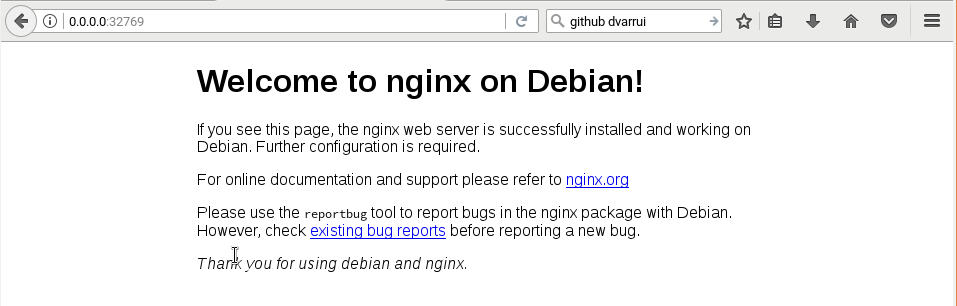 0.0.0.0:32769
github dvarrui
Welcome to nginx on Debian!
If you see this page, the nginx web server is successfully installed and working on
Debian. Further configuration is required.
For online documentation and support please refer to nginx.org
Please use the reportbug tool to report bugs in the nginx package with Debian.
However, check existing bug reports before reporting a new bug.
Thank you for using debian and nginx.